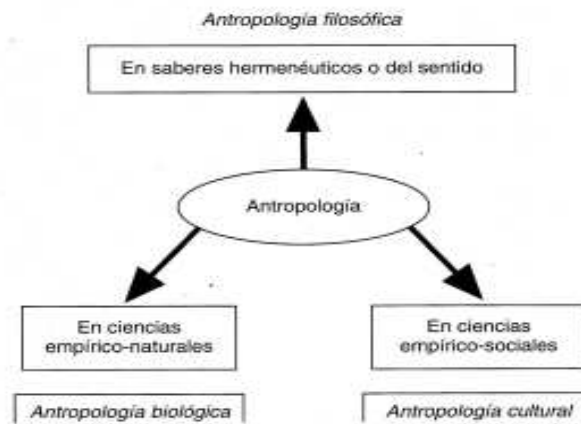 Antropología filosófica
En saberes hermenéuticos o del sentido
Antropología
En ciencias
empírico-naturales
En ciencias
empírico-sociales
Antropología biológica
Antropología cultural